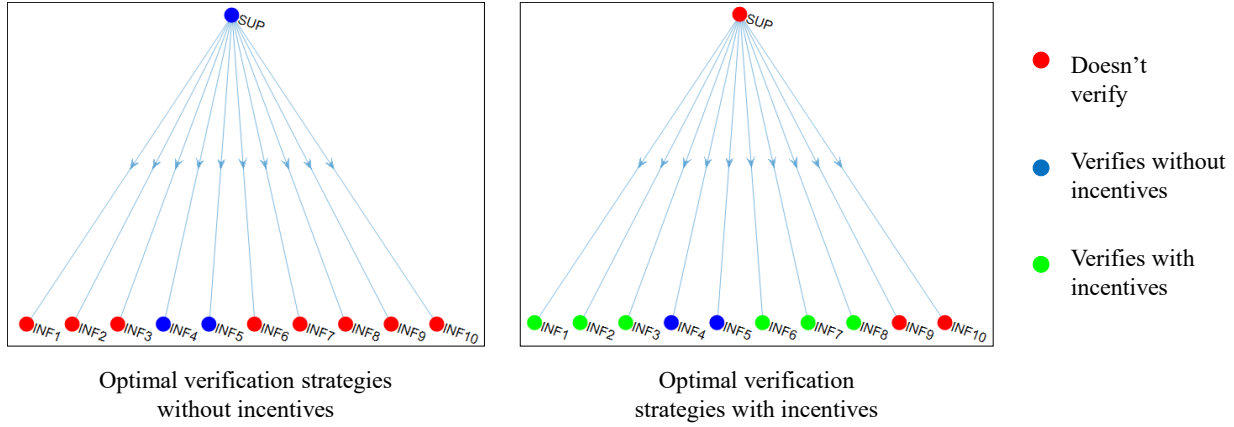 SUP
INF1
INF2
INF3
INF4
INF5
INF6
INF7
INF8
INF9
INF10
Optimal verification strategies
without incentives
SUP
INF1
INF2
INF3
INF4
INF5
INF6
INF7
INF8
INF9
INF10
Optimal verification
strategies with incentives
Doesn’t
verify
Verifies without
incentives
Verifies with
incentives